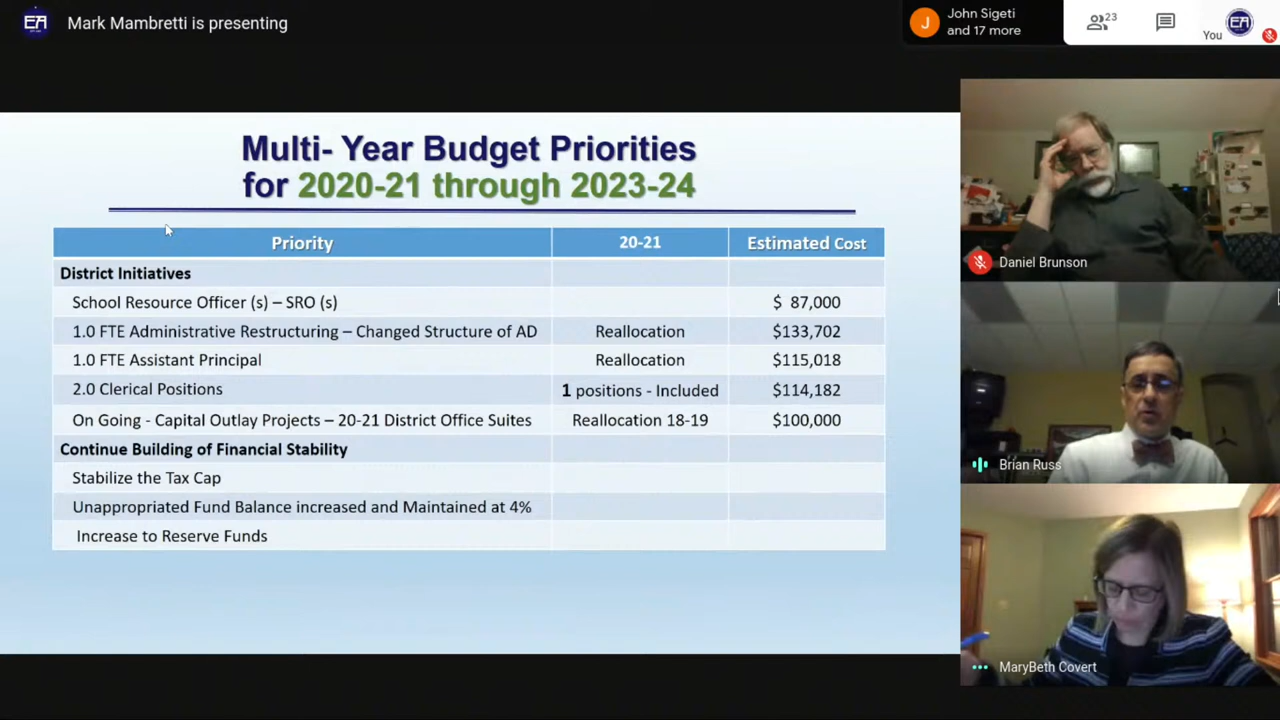 EA
Mark Mambretti is presenting
J
John Sigeti
and 17 more
23
You
EA
Multi- Year Budget Priorities
for 2020-21 through 2023-24
Priority 20-21 Estimated Cost
District Initiatives
School Resource Officer (s) – SRO (s) $ 87,000
1.0 FTE Administrative Restructuring – Changed Structure of AD Reallocation $133,702
1.0 FTE Assistant Principal Reallocation $115,018
2.0 Clerical Positions 1 positions - Included $114,182
On Going - Capital Outlay Projects – 20-21 District Office Suites Reallocation 18-19 $100,000
Continue Building of Financial Stability
Stabilize the Tax Cap
Unappropriated Fund Balance increased and Maintained at 4%
Increase to Reserve Funds
Daniel Brunson
Brian Russ
MaryBeth Covert